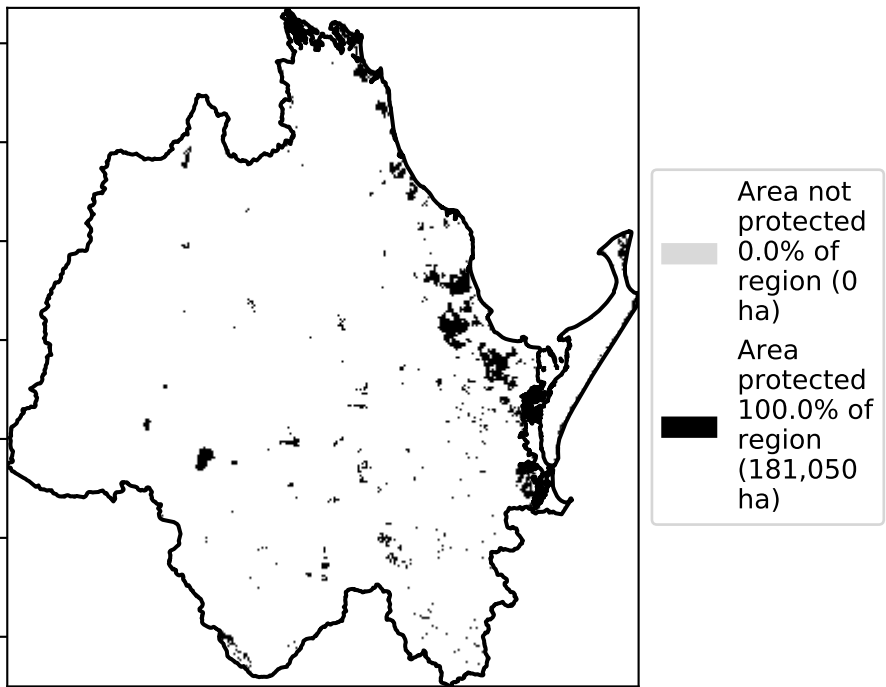 Area not
protected
0.0% of
region (0
ha)
Area
protected
100.0% of
region
(181,050
ha)